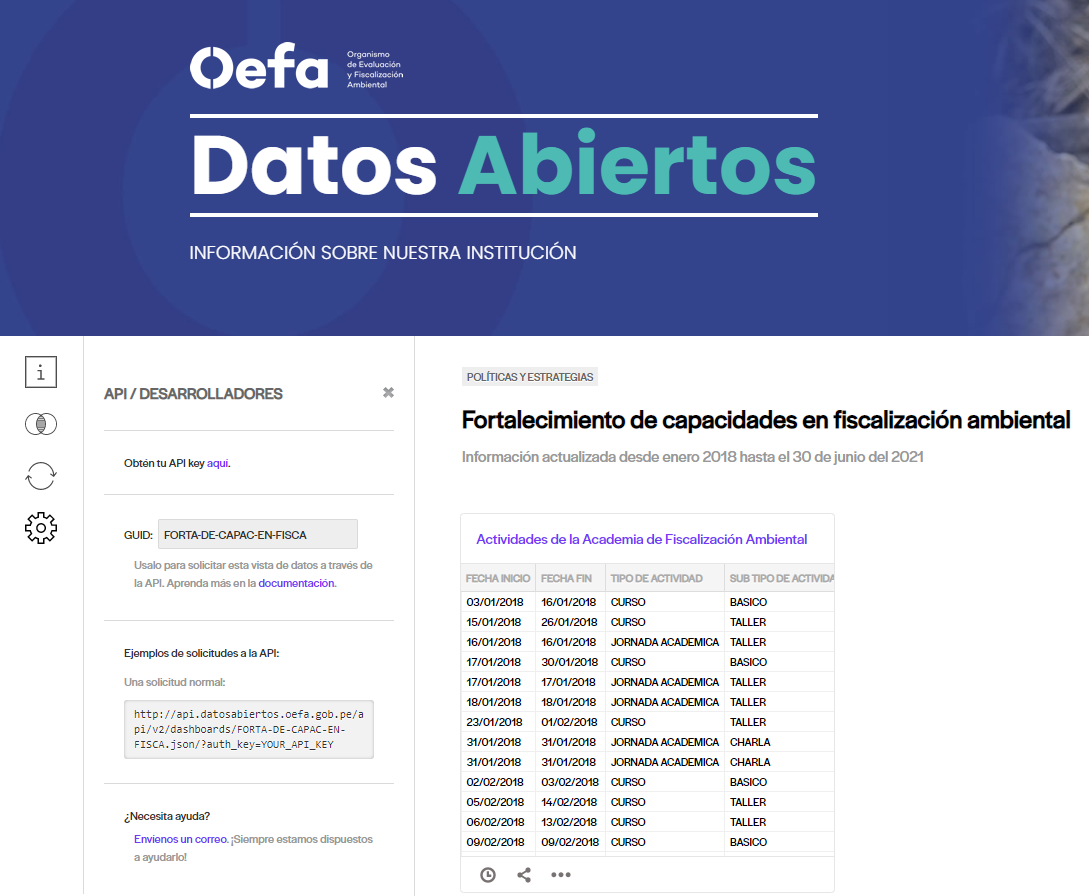 Oefa
Organismo
de Evaluación
y Fiscalización
Ambiental
Datos Abiertos
INFORMACIÓN SOBRE NUESTRA INSTITUCIÓN
i
API / DESARROLLADORES
Obtén tu API key aquí.
GUID: FORTA-DE-CAPAC-EN-FISCA
Usalo para solicitar esta vista de datos a través de
la API. Aprenda más en la documentación.
Ejemplos de solicitudes a la API:
Una solicitud normal:
http://api.datosabiertos.oefa.gob.pe/a
pi/v2/dashboards/FORTA-DE-CAPAC-EN-
FISCA.json/?auth_key=YOUR_API_KEY
¿Necesita ayuda?
Envíenos un correo. ¡Siempre estamos dispuestos
a ayudarlo!
POLÍTICAS Y ESTRATEGIAS
Fortalecimiento de capacidades en fiscalización ambiental
Información actualizada desde enero 2018 hasta el 30 de junio del 2021
Actividades de la Academia de Fiscalización Ambiental
FECHA INICIO FECHA FIN TIPO DE ACTIVIDAD SUB TIPO DE ACTIVIDA
03/01/2018 16/01/2018 CURSO BASICO
15/01/2018 26/01/2018 CURSO TALLER
16/01/2018 16/01/2018 JORNADA ACADEMICA TALLER
17/01/2018 30/01/2018 CURSO BASICO
17/01/2018 17/01/2018 JORNADA ACADEMICA TALLER
18/01/2018 18/01/2018 JORNADA ACADEMICA TALLER
23/01/2018 01/02/2018 CURSO TALLER
31/01/2018 31/01/2018 JORNADA ACADEMICA CHARLA
31/01/2018 31/01/2018 JORNADA ACADEMICA CHARLA
02/02/2018 03/02/2018 CURSO BASICO
05/02/2018 14/02/2018 CURSO TALLER
06/02/2018 13/02/2018 CURSO TALLER
09/02/2018 09/02/2018 CURSO BASICO